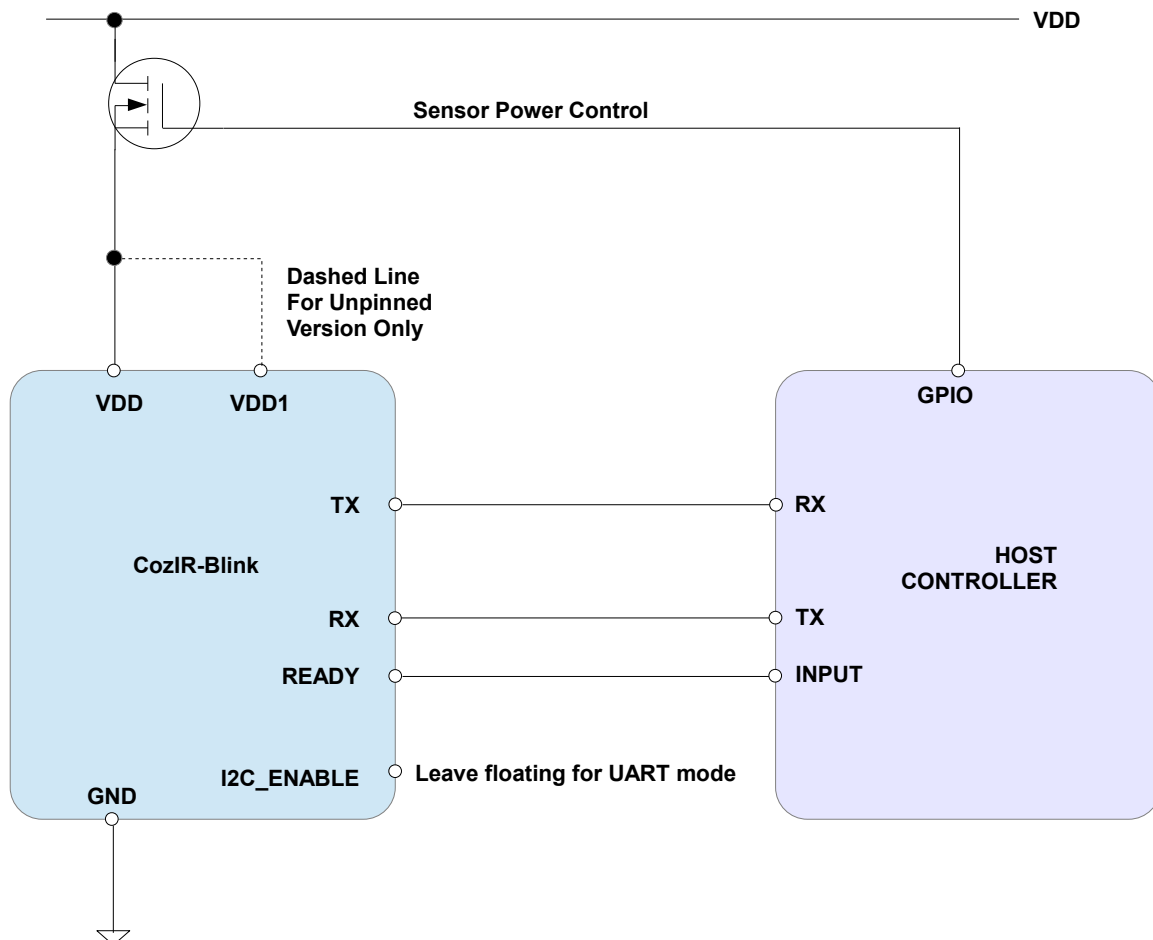 VDD
Sensor Power Control
Dashed Line
For Unpinned
Version Only
VDD
VDD1
GPIO
TX
RX
CozIR-Blink
HOST
CONTROLLER
RX
TX
READY
INPUT
I2C_ENABLE
Leave floating for UART mode
GND